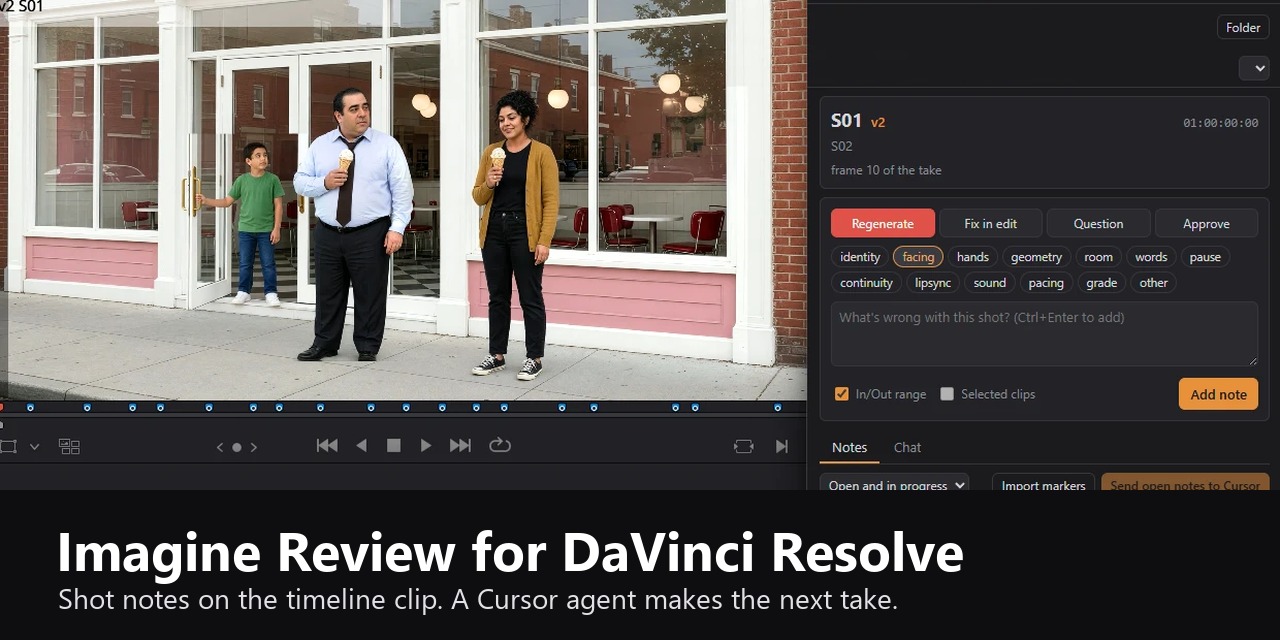 v2 S01
Folder
S01 v2 01:00:00:00
S02
frame 10 of the take
Regenerate Fix in edit Question Approve
identity facing hands geometry room words pause
continuity lipsync sound pacing grade other
What's wrong with this shot? (Ctrl+Enter to add)
In/Out range Selected clips Add note
Notes Chat
Open and in progress Import markers Send open notes to Cursor
Imagine Review for DaVinci Resolve
Shot notes on the timeline clip. A Cursor agent makes the next take.